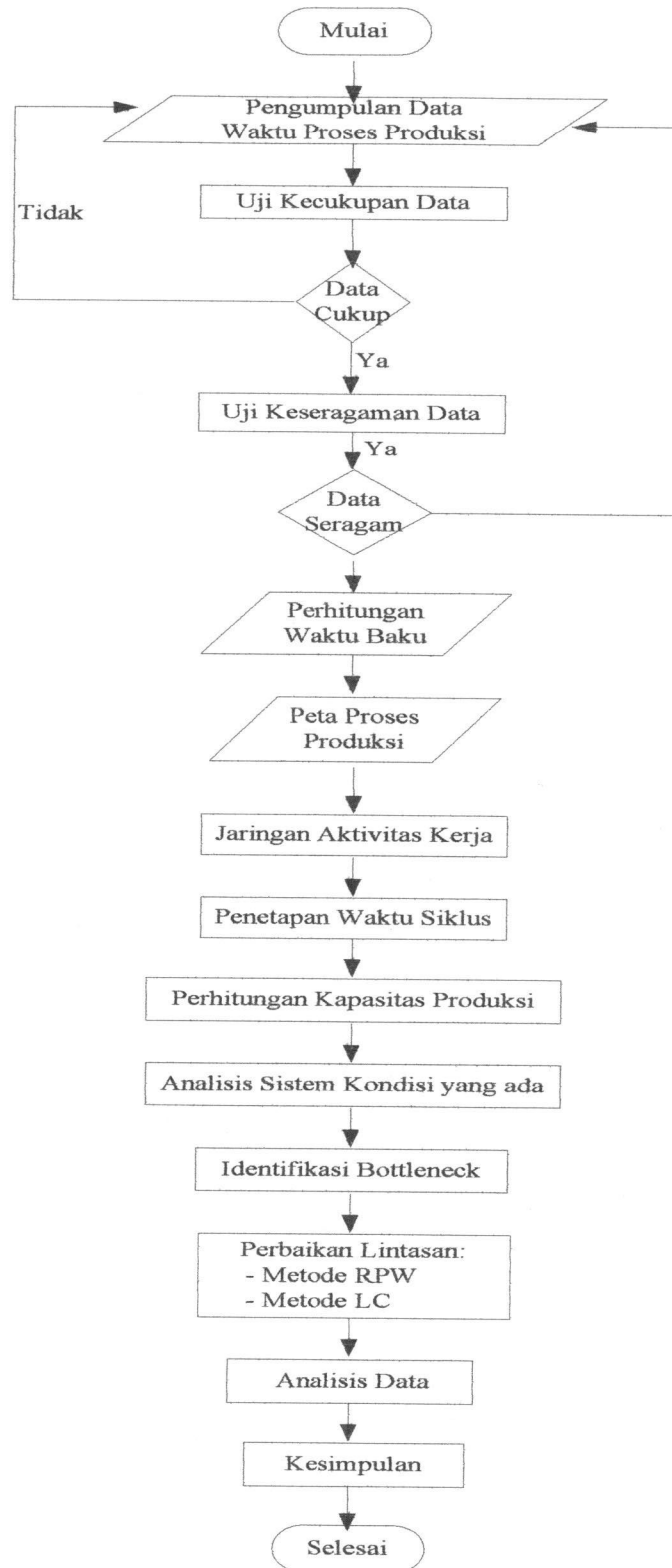 Mulai
Pengumpulan Data
Waktu Proses Produksi
Uji Kecukupan Data
Tidak
Data
Cukup
Ya
Uji Keseragaman Data
Ya
Data
Seragam
Perhitungan
Waktu Baku
Peta Proses
Produksi
Jaringan Aktivitas Kerja
Penetapan Waktu Siklus
Perhitungan Kapasitas Produksi
Analisis Sistem Kondisi yang ada
Identifikasi Bottleneck
Perbaikan Lintasan:
- Metode RPW
- Metode LC
Analisis Data
Kesimpulan
Selesai